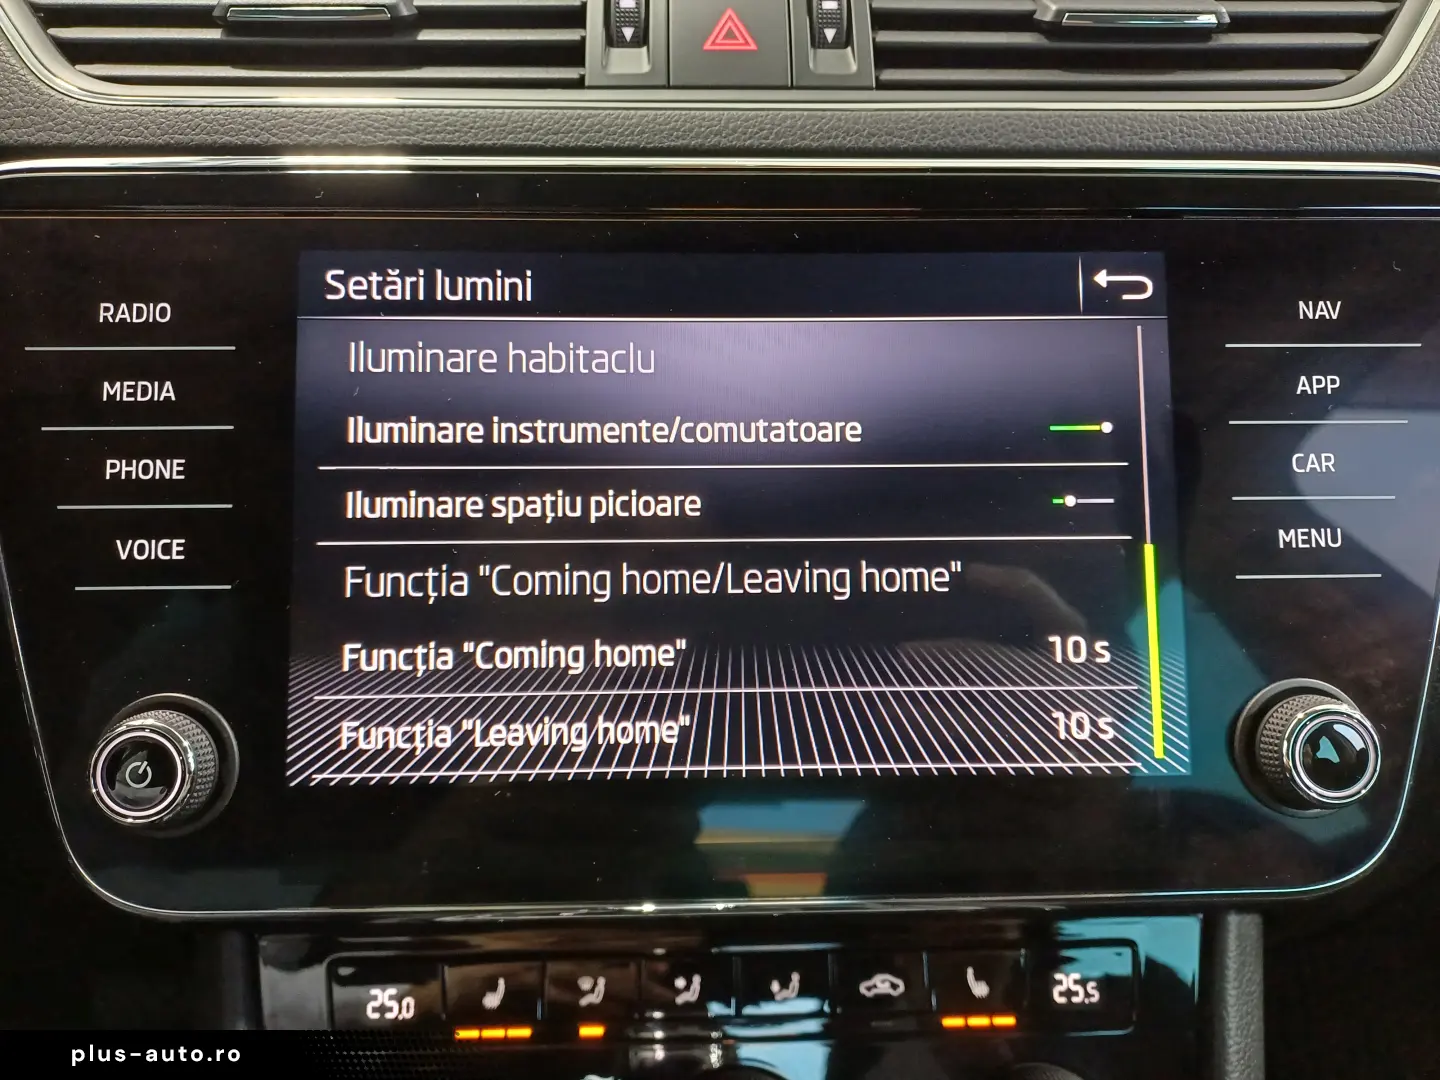 Setări lumini
RADIO
MEDIA
PHONE
VOICE
Iluminare habitaclu
Iluminare instrumente/comutatoare
Iluminare spațiu picioare
Funcția "Coming home/Leaving home"
Funcția "Coming home" 10 s
Funcția "Leaving home" 10 s
NAV
APP
CAR
MENU
25,0
25,5
plus-auto.ro